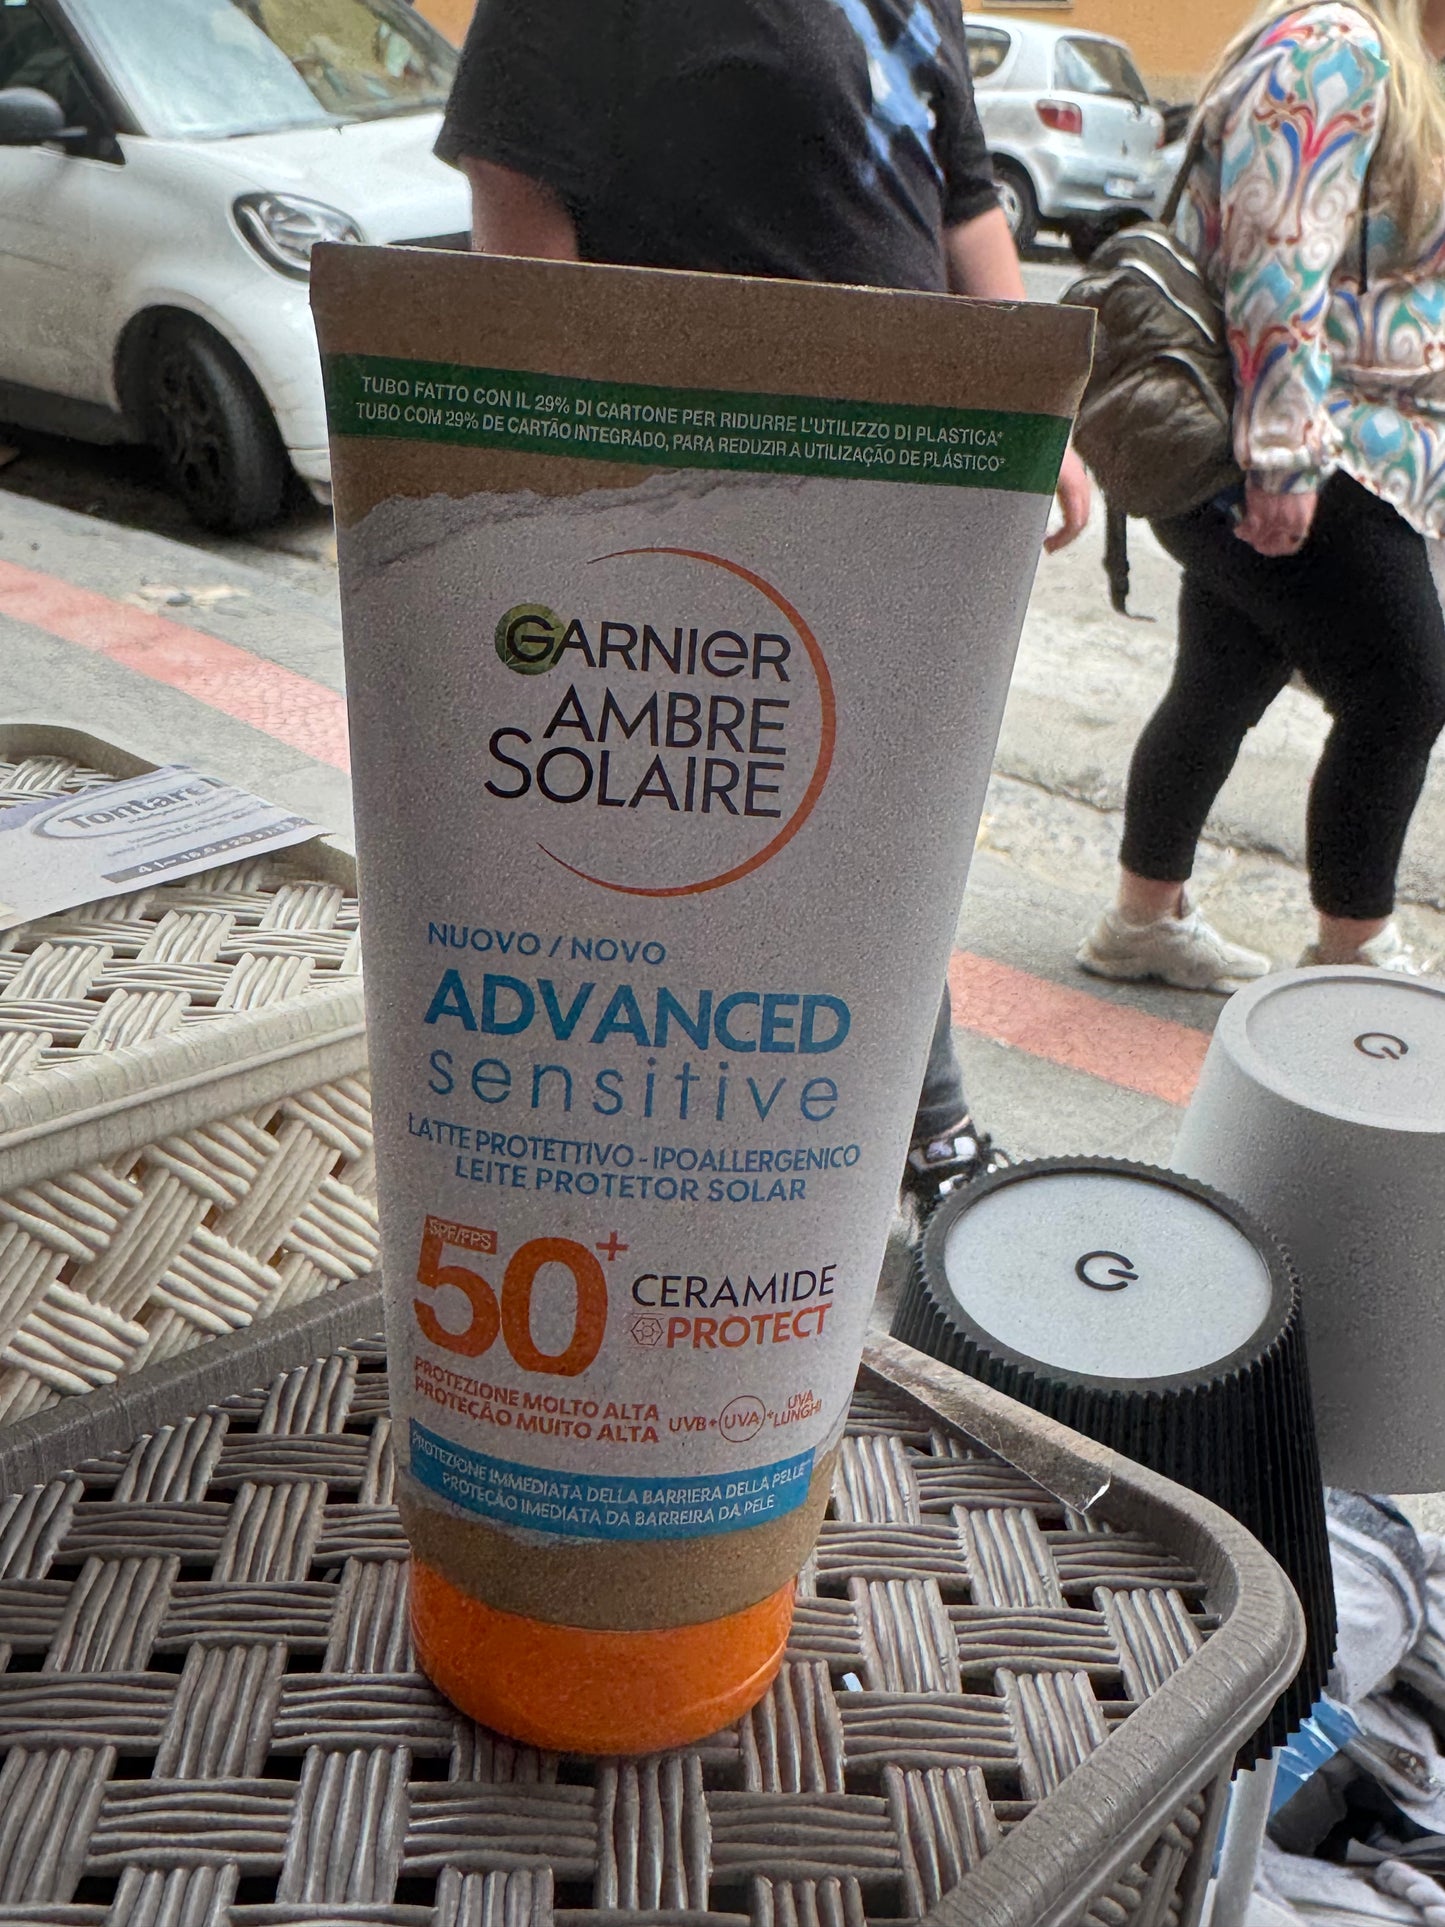 TUBO FATTO CON IL 29% DI CARTONE PER RIDURRE L'UTILIZZO DI PLASTICA*
TUBO COM 29% DE CARTÃO INTEGRADO, PARA REDUZIR A UTILIZAÇÃO DE PLÁSTICO*
GARNIER
AMBRE
SOLAIRE
NUOVO / NOVO
ADVANCED
sensitive
LATTE PROTETTIVO - IPOALLERGENICO
LEITE PROTETOR SOLAR
SPF/FPS
50+
CERAMIDE
PROTECT
PROTEZIONE MOLTO ALTA
PROTEÇÃO MUITO ALTA
UVB + UVA + UVA LUNGHI
PROTEZIONE IMMEDIATA DELLA BARRIERA DELLA PELLE
PROTEÇÃO IMEDIATA DA BARREIRA DA PELE